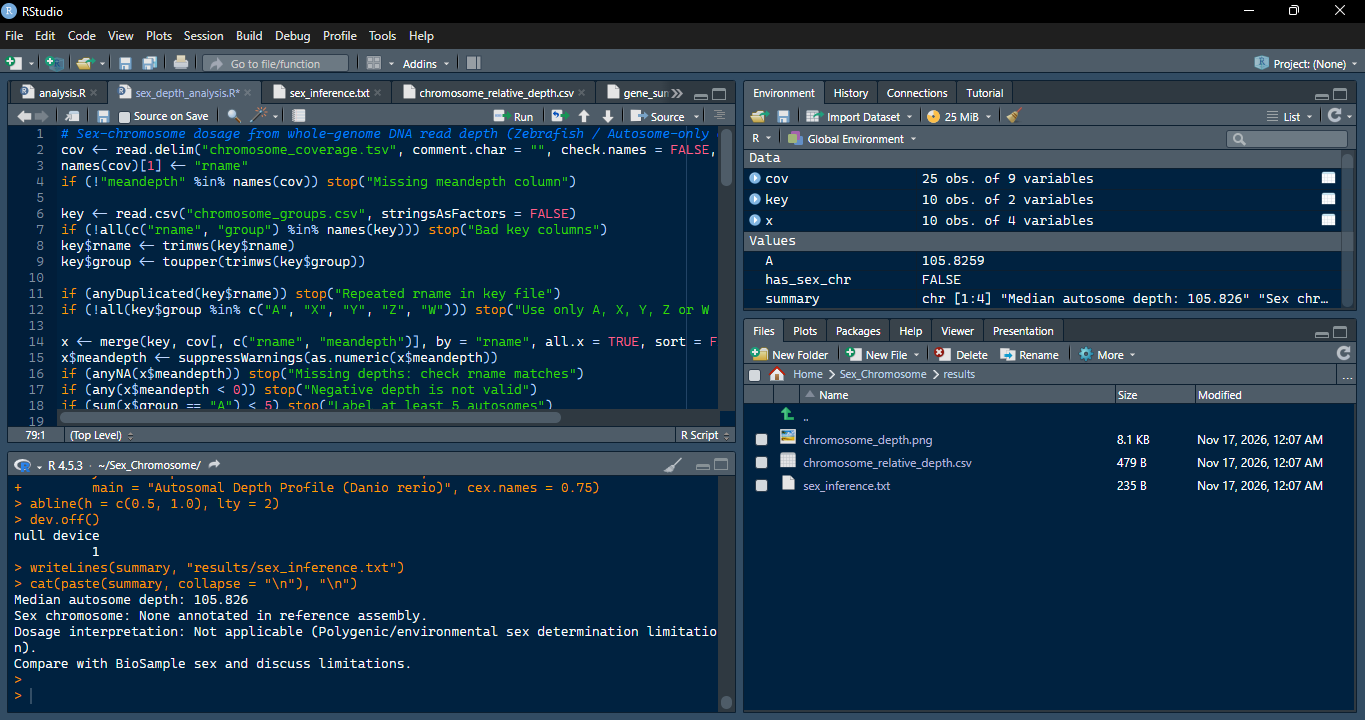 RStudio
File Edit Code View Plots Session Build Debug Profile Tools Help
Go to file/function Addins Project: (None)
analysis.R sex_depth_analysis.R* sex_inference.txt chromosome_relative_depth.csv gene_sun
Source on Save Run Source
1 # Sex-chromosome dosage from whole-genome DNA read depth (Zebrafish / Autosome-only
2 cov <- read.delim("chromosome_coverage.tsv", comment.char = "", check.names = FALSE,
3 names(cov)[1] <- "rname"
4 if (!"meandepth" %in% names(cov)) stop("Missing meandepth column")
5
6 key <- read.csv("chromosome_groups.csv", stringsAsFactors = FALSE)
7 if (!all(c("rname", "group") %in% names(key))) stop("Bad key columns")
8 key$rname <- trimws(key$rname)
9 key$group <- toupper(trimws(key$group))
10
11 if (anyDuplicated(key$rname)) stop("Repeated rname in key file")
12 if (!all(key$group %in% c("A", "X", "Y", "Z", "W"))) stop("Use only A, X, Y, Z or W
13
14 x <- merge(key, cov[, c("rname", "meandepth")], by = "rname", all.x = TRUE, sort = F
15 x$meandepth <- suppressWarnings(as.numeric(x$meandepth))
16 if (anyNA(x$meandepth)) stop("Missing depths: check rname matches")
17 if (any(x$meandepth < 0)) stop("Negative depth is not valid")
18 if (sum(x$group == "A") < 5) stop("Label at least 5 autosomes")
19
79:1 (Top Level) R Script
R 4.5.3 · ~/Sex_Chromosome/
+ main = "Autosomal Depth Profile (Danio rerio)", cex.names = 0.75)
> abline(h = c(0.5, 1.0), lty = 2)
> dev.off()
null device
1
> writeLines(summary, "results/sex_inference.txt")
> cat(paste(summary, collapse = "\n"), "\n")
Median autosome depth: 105.826
Sex chromosome: None annotated in reference assembly.
Dosage interpretation: Not applicable (Polygenic/environmental sex determination limitatio
n).
Compare with BioSample sex and discuss limitations.
>
>
Environment History Connections Tutorial
Import Dataset 25 MiB List
R Global Environment
Data
cov 25 obs. of 9 variables
key 10 obs. of 2 variables
x 10 obs. of 4 variables
Values
A 105.8259
has_sex_chr FALSE
summary chr [1:4] "Median autosome depth: 105.826" "Sex chr…
Files Plots Packages Help Viewer Presentation
New Folder New File Delete Rename More
Home Sex_Chromosome results ...
Name Size Modified
..
chromosome_depth.png 8.1 KB Nov 17, 2026, 12:07 AM
chromosome_relative_depth.csv 479 B Nov 17, 2026, 12:07 AM
sex_inference.txt 235 B Nov 17, 2026, 12:07 AM